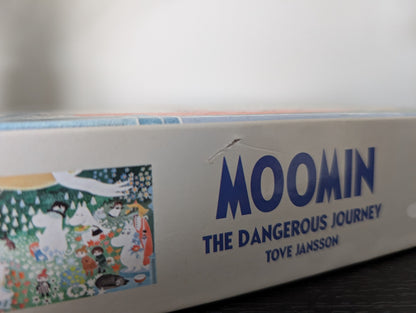 MOOMIN
THE DANGEROUS JOURNEY
TOVE JANSSON